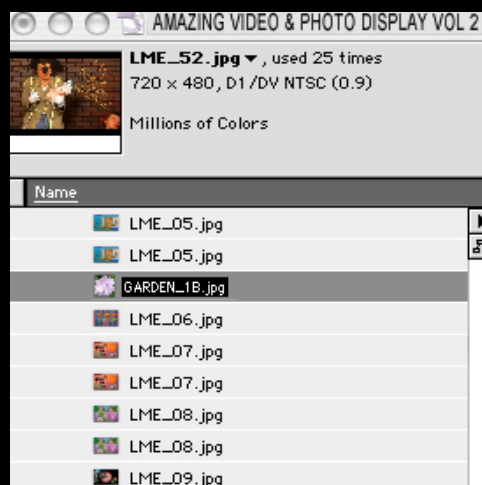 AMAZING VIDEO & PHOTO DISPLAY VOL 2
LME_52.jpg ▾, used 25 times
720 × 480, D1/DV NTSC (0.9)
Millions of Colors
Name
LME_05.jpg
LME_05.jpg
GARDEN_1B.jpg
LME_06.jpg
LME_07.jpg
LME_07.jpg
LME_08.jpg
LME_08.jpg
LME_09.jpg